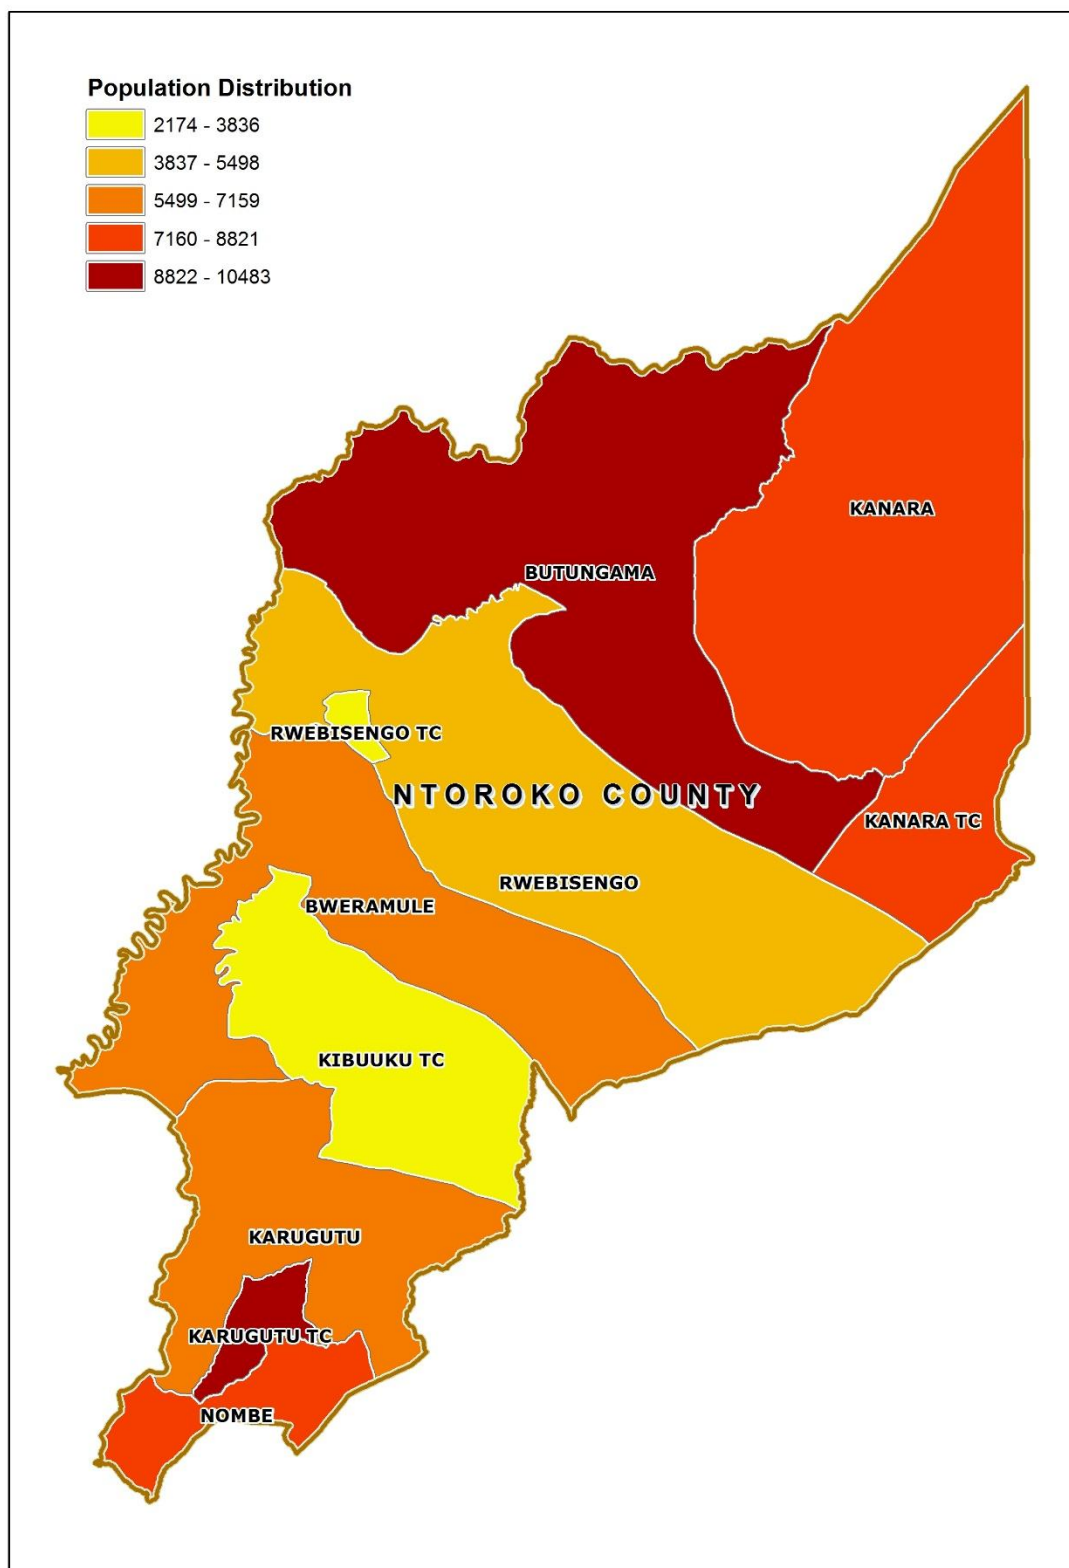 Population Distribution
2174 - 3836
3837 - 5498
5499 - 7159
7160 - 8821
8822 - 10483
KANARA
BUTUNGAMA
RWEBISENGO TC
NTOROKO COUNTY
KANARA TC
RWEBISENGO
BWERAMULE
KIBUUKU TC
KARUGUTU
KARUGUTU TC
NOMBE